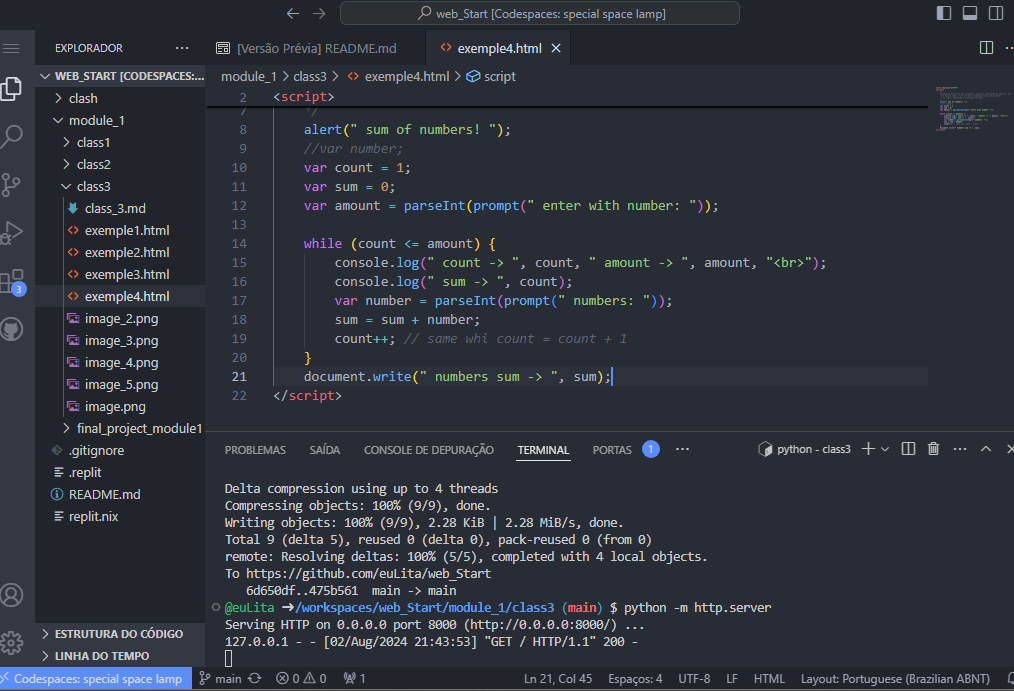 web_Start [Codespaces: special space lamp]
EXPLORADOR ...
[Versão Prévia] README.md
exemple4.html
WEB_START [CODESPACES:...
clash
module_1
class1
class2
class3
class_3.md
exemple1.html
exemple2.html
exemple3.html
exemple4.html
image_2.png
image_3.png
image_4.png
image_5.png
image.png
final_project_module1
.gitignore
.replit
README.md
replit.nix
ESTRUTURA DO CÓDIGO
LINHA DO TEMPO
3
module_1 > class3 > exemple4.html > script
2 <script>
7 */
8 alert(" sum of numbers! ");
9 //var number;
10 var count = 1;
11 var sum = 0;
12 var amount = parseInt(prompt(" enter with number: "));
13
14 while (count <= amount) {
15 console.log(" count -> ", count, " amount -> ", amount, "<br>");
16 console.log(" sum -> ", count);
17 var number = parseInt(prompt(" numbers: "));
18 sum = sum + number;
19 count++; // same whi count = count + 1
20 }
21 document.write(" numbers sum -> ", sum);
22 </script>
PROBLEMAS SAÍDA CONSOLE DE DEPURAÇÃO TERMINAL PORTAS 1 ... python - class3 ...
Delta compression using up to 4 threads
Compressing objects: 100% (9/9), done.
Writing objects: 100% (9/9), 2.28 KiB | 2.28 MiB/s, done.
Total 9 (delta 5), reused 0 (delta 0), pack-reused 0 (from 0)
remote: Resolving deltas: 100% (5/5), completed with 4 local objects.
To https://github.com/euLita/web_Start
6d650df..475b561 main -> main
@euLita ➜/workspaces/web_Start/module_1/class3 (main) $ python -m http.server
Serving HTTP on 0.0.0.0 port 8000 (http://0.0.0.0:8000/) ...
127.0.0.1 - - [02/Aug/2024 21:43:53] "GET / HTTP/1.1" 200 -
Codespaces: special space lamp main 0 0 1 Ln 21, Col 45 Espaços: 4 UTF-8 LF HTML Layout: Portuguese (Brazilian ABNT)